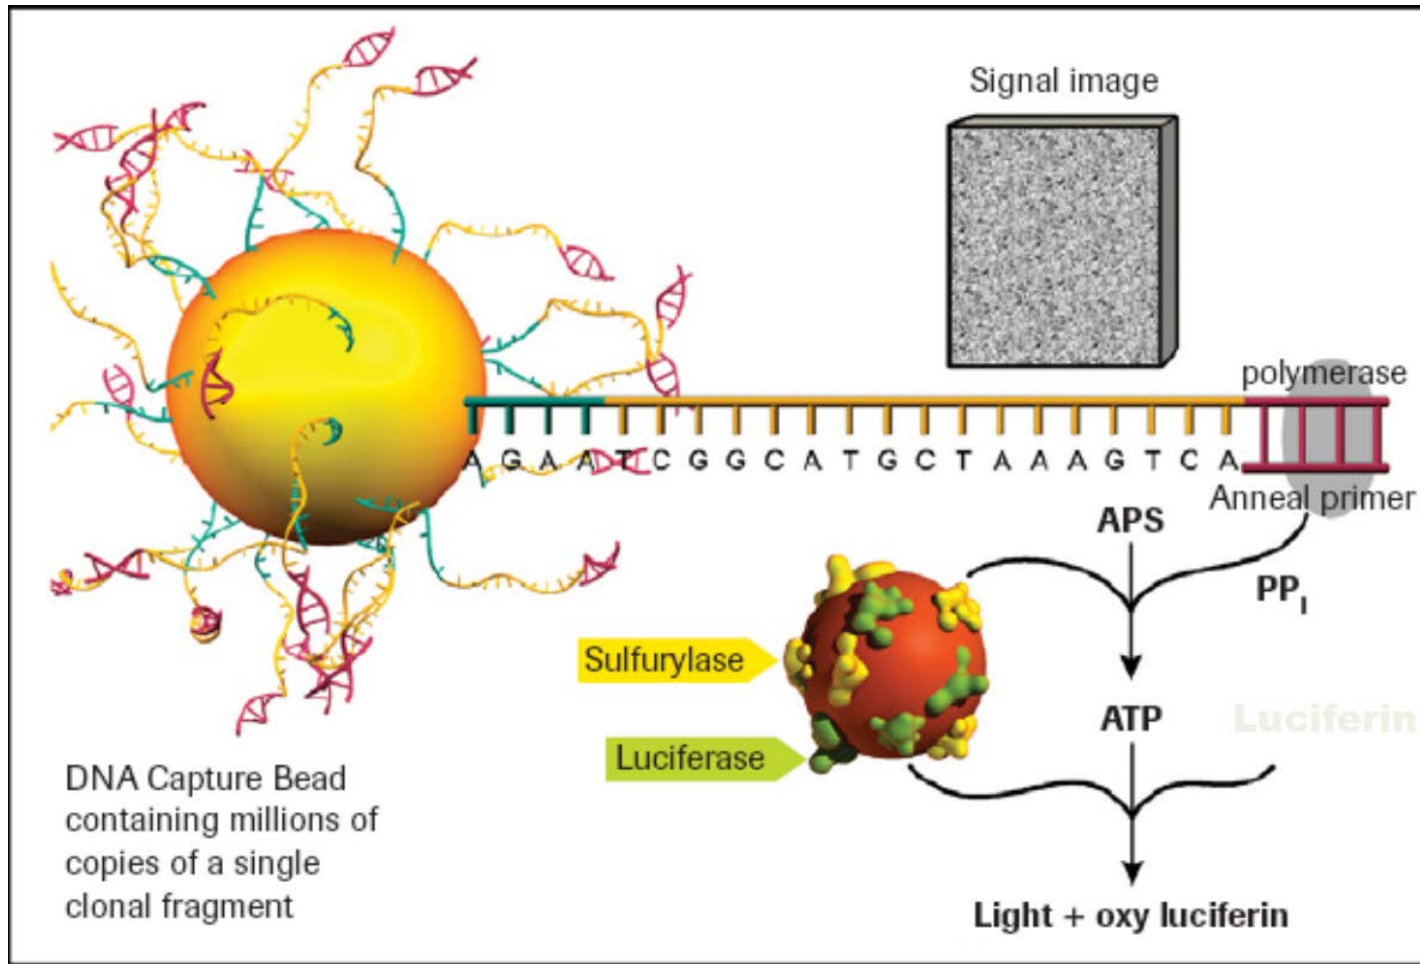 Signal image
polymerase
A G A A T C G G C A T G C T A A A G T C A
Anneal primer
APS
PPI
Sulfurylase
ATP
Luciferin
Luciferase
DNA Capture Bead
containing millions of
copies of a single
clonal fragment
Light + oxy luciferin